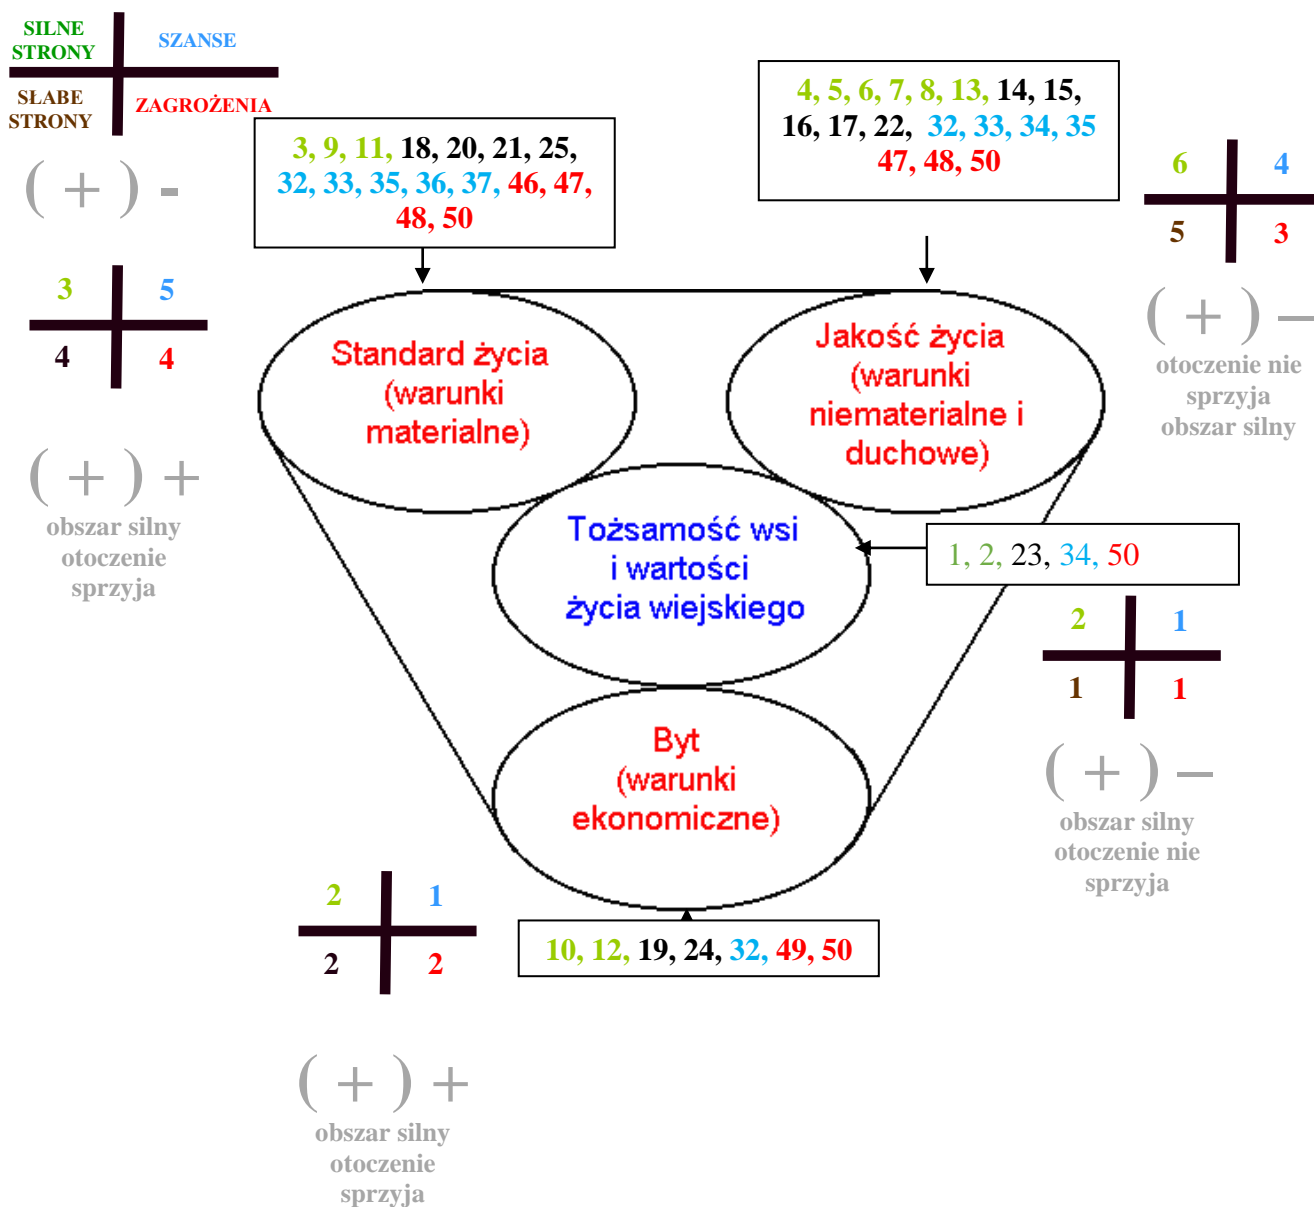 SILNE
STRONY
SZANSE
SŁABE
STRONY
ZAGROŻENIA
( + ) -
3, 9, 11, 18, 20, 21, 25,
32, 33, 35, 36, 37, 46, 47,
48, 50
4, 5, 6, 7, 8, 13, 14, 15,
16, 17, 22, 32, 33, 34, 35
47, 48, 50
6 4
5 3
( + ) –
otoczenie nie
sprzyja
obszar silny
3 5
4 4
( + ) +
obszar silny
otoczenie
sprzyja
Standard życia
(warunki
materialne)
Jakość życia
(warunki
niematerialne i
duchowe)
Tożsamość wsi
i wartości
życia wiejskiego
1, 2, 23, 34, 50
2 1
1 1
( + ) –
obszar silny
otoczenie nie
sprzyja
Byt
(warunki
ekonomiczne)
2 1
2 2
10, 12, 19, 24, 32, 49, 50
( + ) +
obszar silny
otoczenie
sprzyja